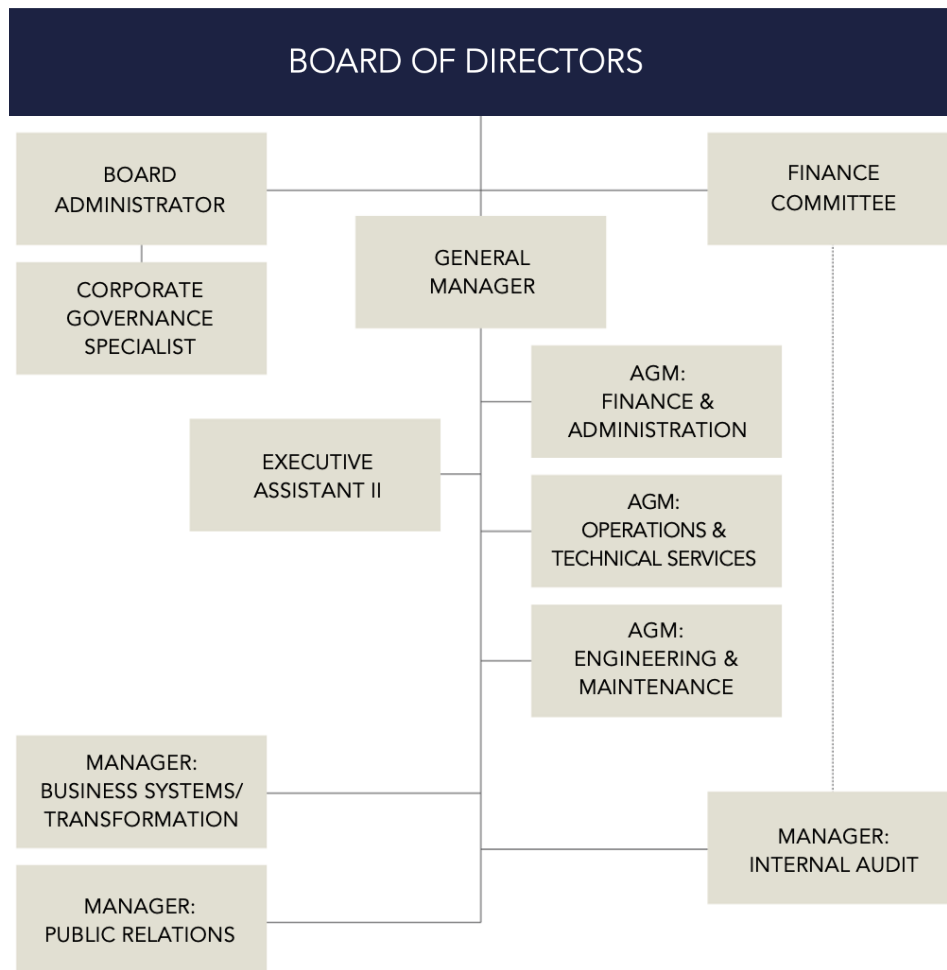 BOARD OF DIRECTORS
BOARD
ADMINISTRATOR
FINANCE
COMMITTEE
GENERAL
MANAGER
CORPORATE
GOVERNANCE
SPECIALIST
AGM:
FINANCE &
ADMINISTRATION
EXECUTIVE
ASSISTANT II
AGM:
OPERATIONS &
TECHNICAL SERVICES
AGM:
ENGINEERING &
MAINTENANCE
MANAGER:
BUSINESS SYSTEMS/
TRANSFORMATION
MANAGER:
INTERNAL AUDIT
MANAGER:
PUBLIC RELATIONS